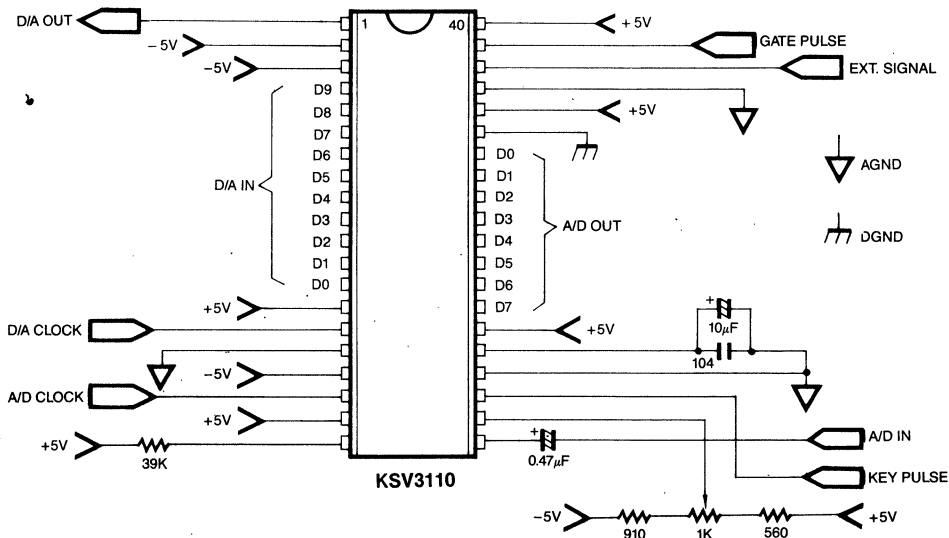 D/A OUT
1
40
+5V
-5V
GATE PULSE
-5V
EXT. SIGNAL
D9
D8
+5V
D7
D6
D0
AGND
D5
D1
D/A IN
D4
D2
D3
D3
A/D OUT
D2
D4
DGND
D1
D5
D0
D6
+5V
D7
D/A CLOCK
+5V
+
10µF
104
-5V
A/D CLOCK
+5V
+5V
39K
+
0.47µF
A/D IN
KSV3110
KEY PULSE
-5V
910
1K
560
+5V